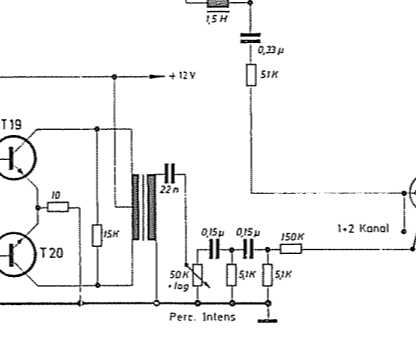 1,5 H
0,33 µ
51K
+ 12 V
T19
22 n
10
0,15µ 0,15µ
1+2 Kanal
15K
150K
T 20
50K
+ log
5,1K
5,1K
Perc. Intens